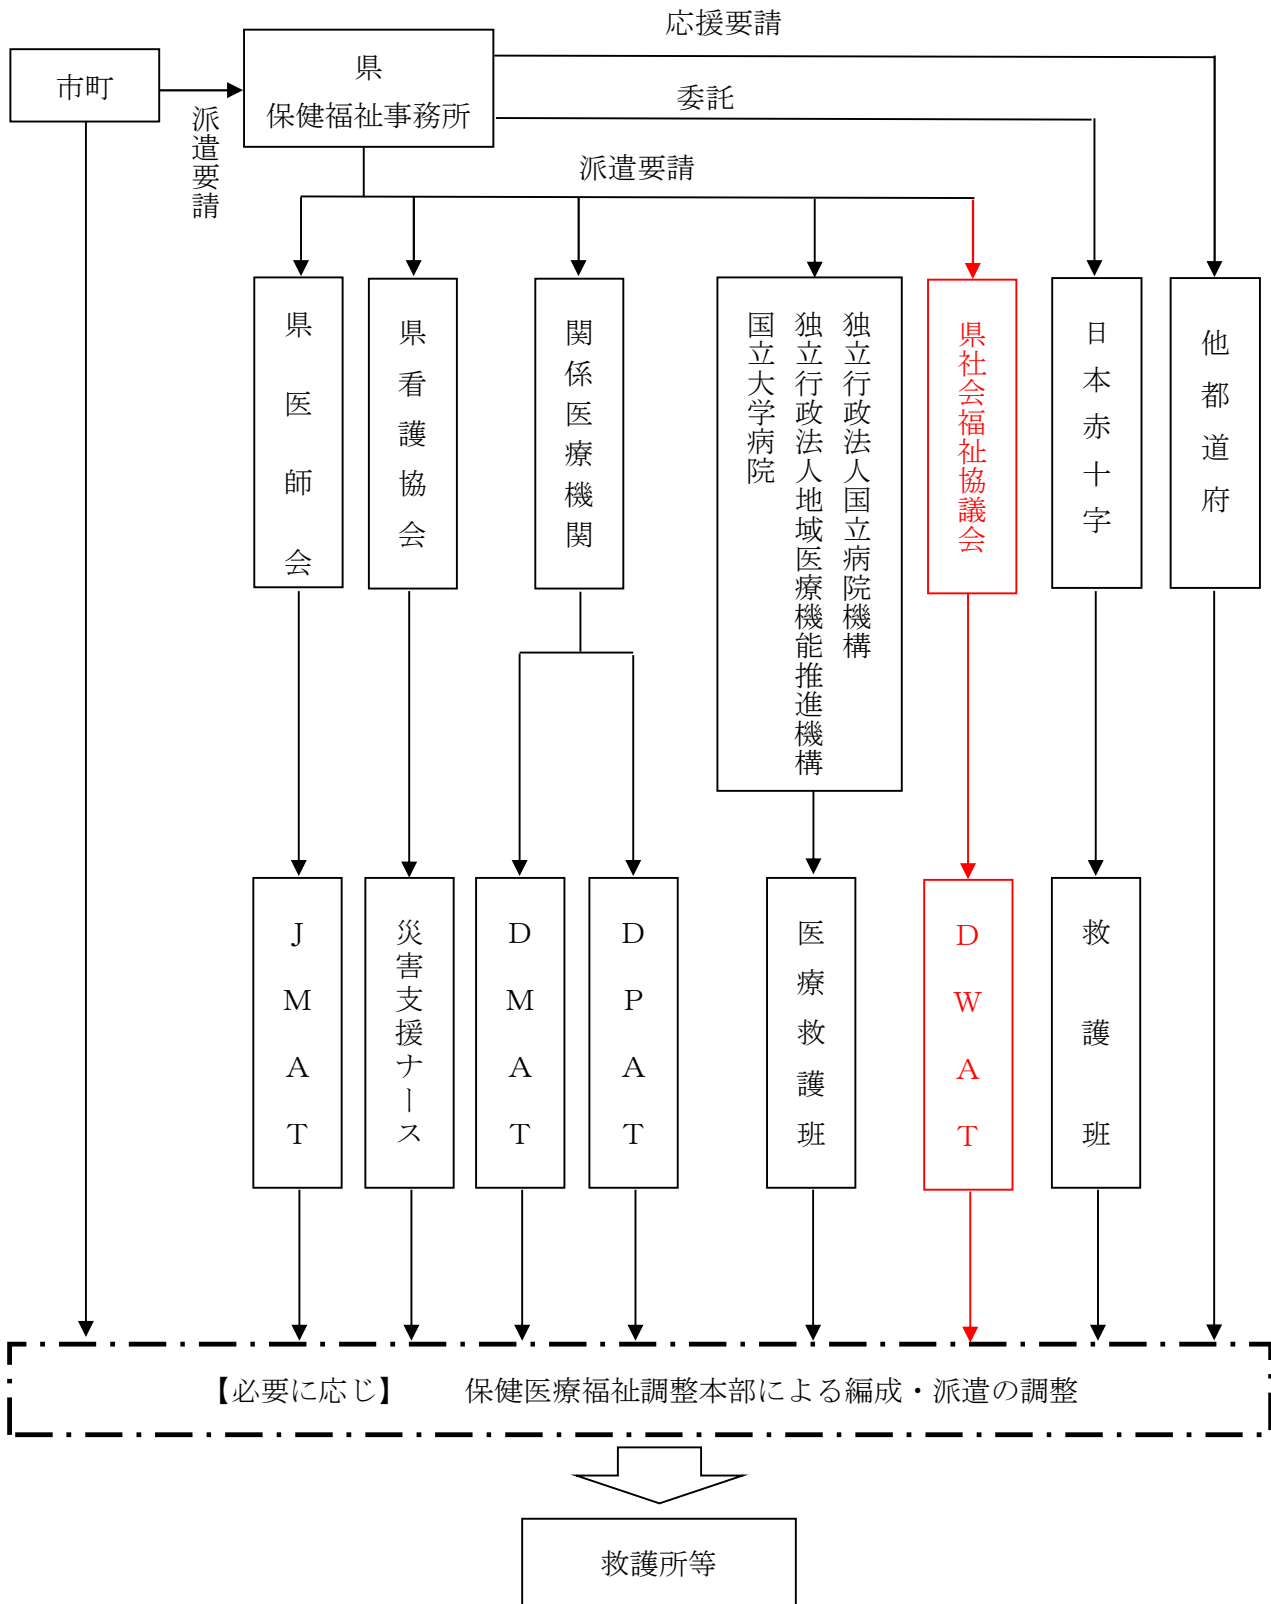 応援要請
市町
県
保健福祉事務所
委託
派遣要請
派遣要請
県医師会
県看護協会
関係医療機関
独立行政法人国立病院機構
独立行政法人地域医療機能推進機構
国立大学病院
県社会福祉協議会
日本赤十字
他都道府
JMAT
災害支援ナース
DMAT
DPAT
医療救護班
DWAT
救護班
【必要に応じ】 保健医療福祉調整本部による編成・派遣の調整
救護所等